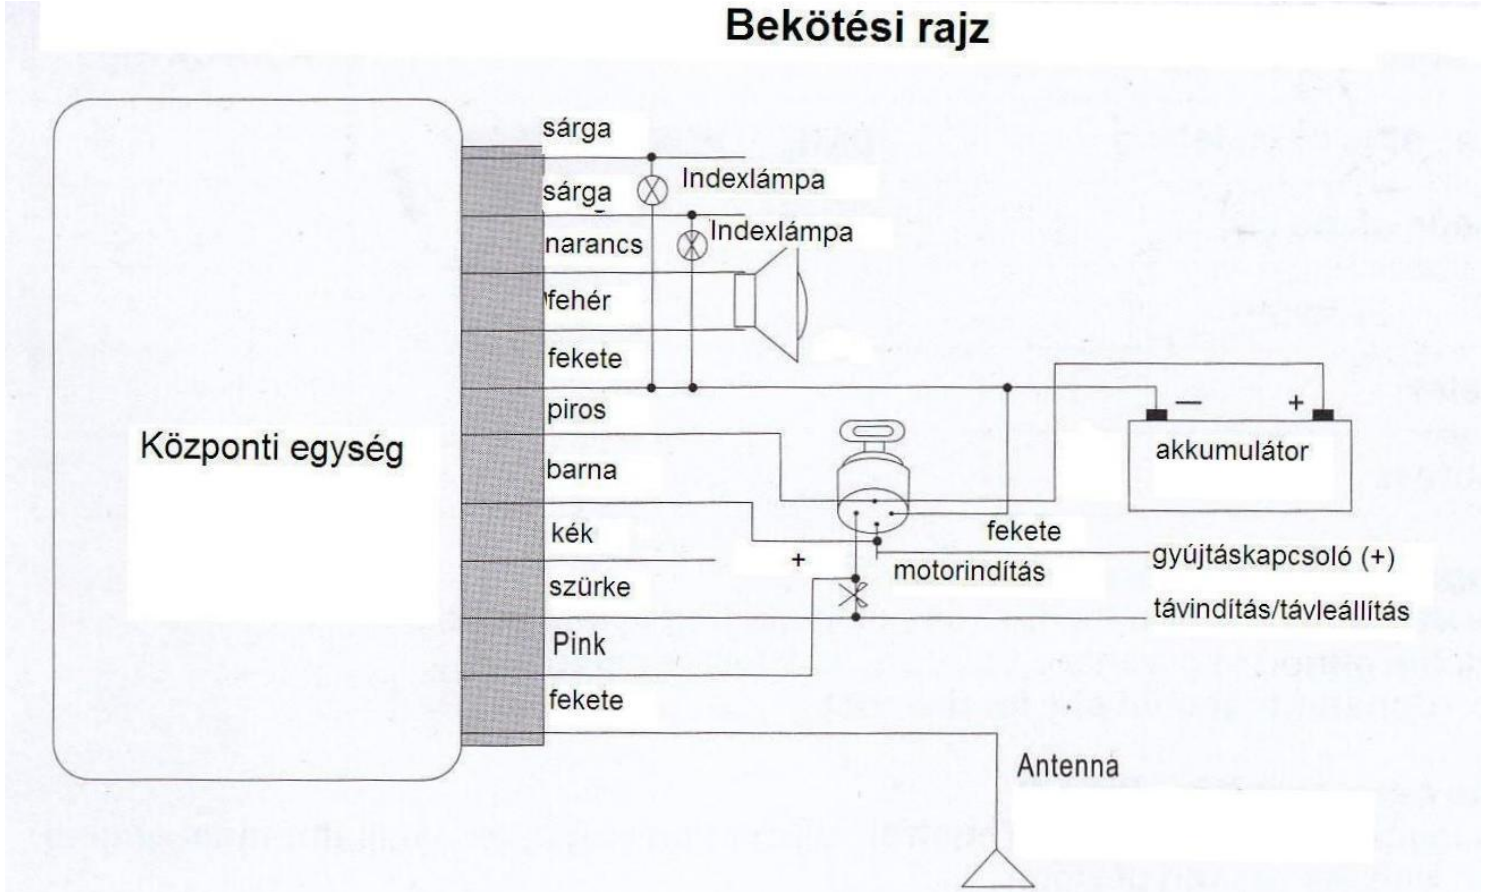 Bekötési rajz
sárga
sárga
Indexlámpa
narancs
Indexlámpa
fehér
fekete
piros
Központi egység
barna
kék
szürke
Pink
fekete
— +
akkumulátor
fekete
+
motorindítás
gyújtáskapcsoló (+)
távindítás/távleállítás
Antenna